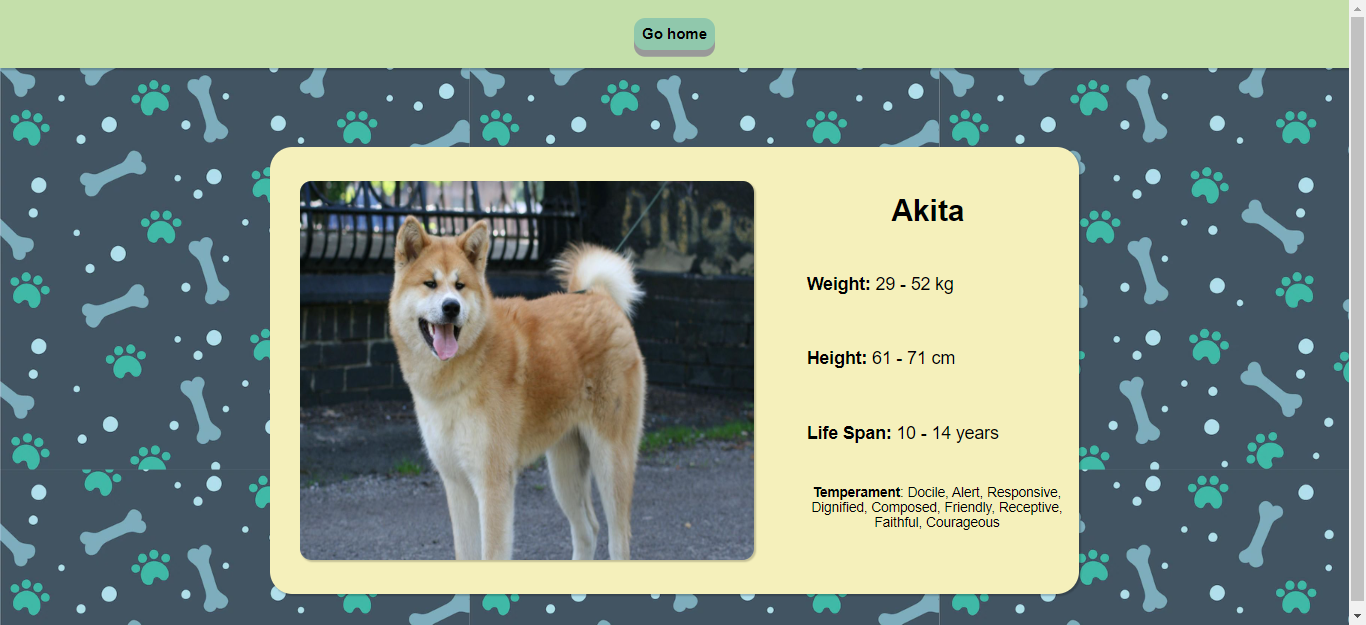 Go home
Akita
Weight: 29 - 52 kg
Height: 61 - 71 cm
Life Span: 10 - 14 years
Temperament: Docile, Alert, Responsive,
Dignified, Composed, Friendly, Receptive,
Faithful, Courageous